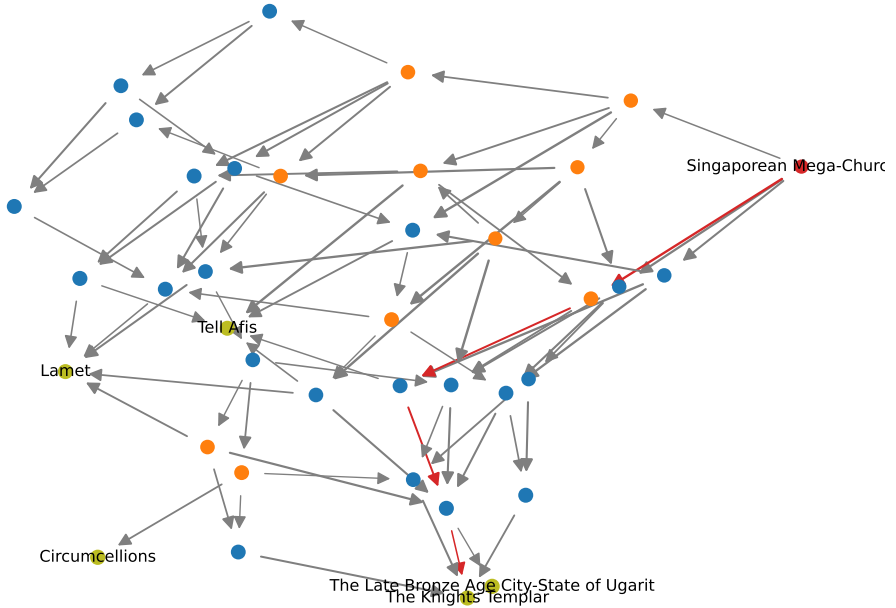 Singaporean Mega-Churc
Tell Afis
Lamet
Circumcellions
The Late Bronze Age City-State of Ugarit
The Knights Templar